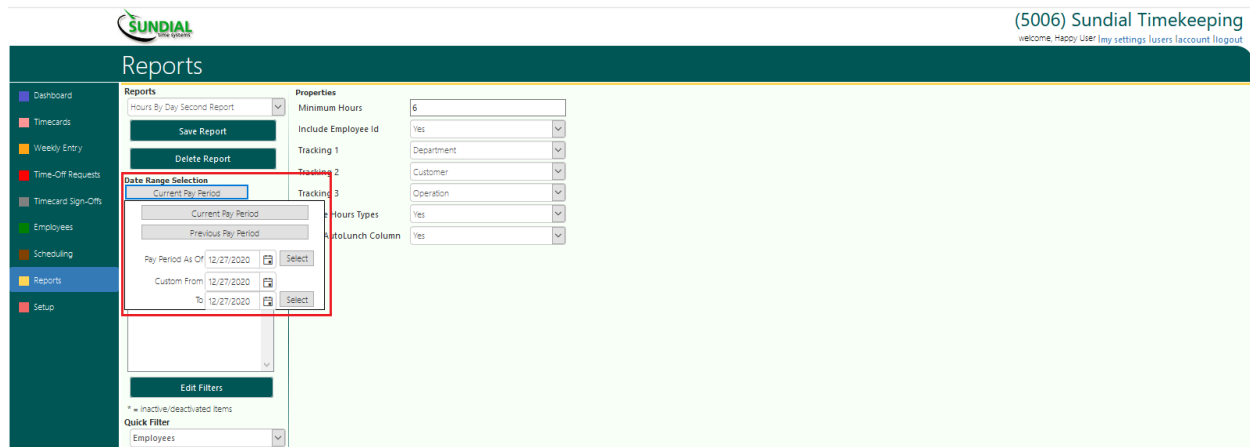 SUNDIAL
time systems
(5006) Sundial Timekeeping
welcome, Happy User |my settings |users |account |logout
Reports
Dashboard
Timecards
Weekly Entry
Time-Off Requests
Timecard Sign-Offs
Employees
Scheduling
Reports
Setup
Reports
Hours By Day Second Report
Save Report
Delete Report
Date Range Selection
Current Pay Period
Current Pay Period
Previous Pay Period
Pay Period As Of 12/27/2020 Select
Custom From 12/27/2020
To 12/27/2020 Select
Edit Filters
* = inactive/deactivated items
Quick Filter
Employees
Properties
Minimum Hours 6
Include Employee Id Yes
Tracking 1 Department
Tracking 2 Customer
Tracking 3 Operation
Hours Types Yes
AutoLunch Column Yes